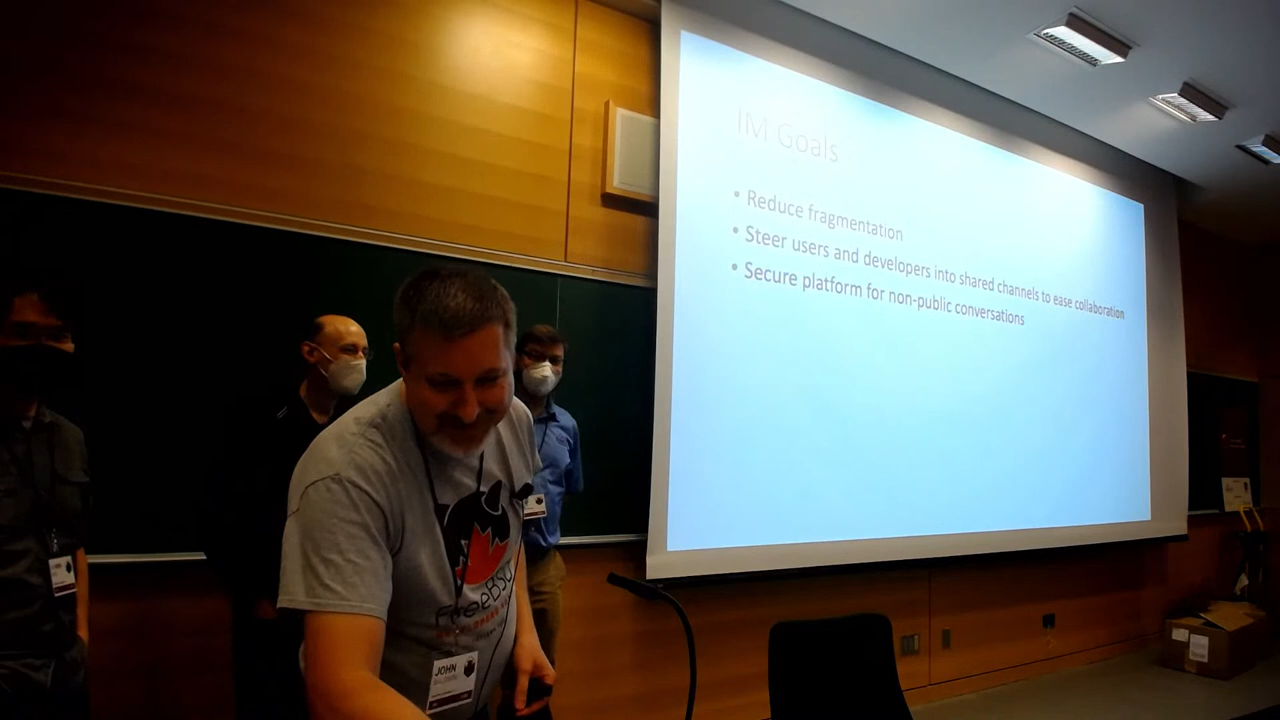 IM Goals
• Reduce fragmentation
• Steer users and developers into shared channels to ease collaboration
• Secure platform for non-public conversations
FreeBSD
JOHN
BALDWIN